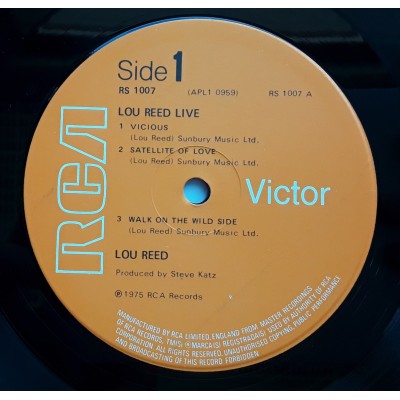 Side 1
RS 1007 (APL1 0959) RS 1007 A
LOU REED LIVE
1 VICIOUS
(Lou Reed) Sunbury Music Ltd.
2 SATELLITE OF LOVE
(Lou Reed) Sunbury Music Ltd.
RCA
Victor
3 WALK ON THE WILD SIDE
(Lou Reed) Sunbury Music Ltd.
LOU REED
Produced by Steve Katz
℗ 1975 RCA Records
MANUFACTURED BY RCA LIMITED, ENGLAND FROM MASTER RECORDINGS
OF RCA RECORDS, TM(S) ® MARCA(S) REGISTRADA(S) USED BY AUTHORITY OF RCA
CORPORATION. ALL RIGHTS RESERVED. UNAUTHORISED COPYING PUBLIC PERFORMANCE
AND BROADCASTING OF THIS RECORD FORBIDDEN.